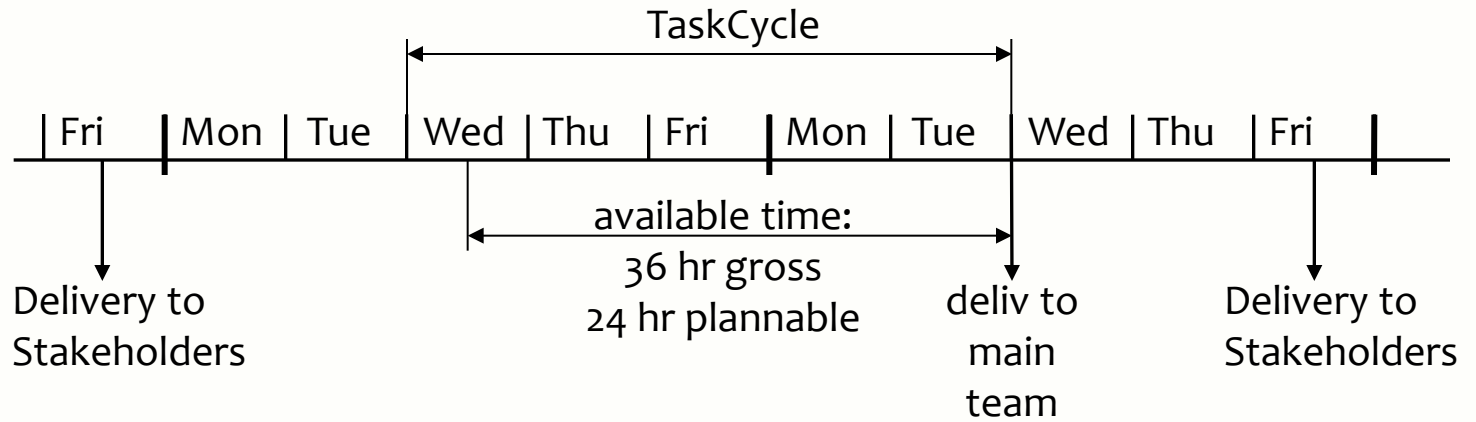 TaskCycle
Fri Mon Tue Wed Thu Fri Mon Tue Wed Thu Fri
available time:
36 hr gross
24 hr plannable
Delivery to
Stakeholders
deliv to
main
team
Delivery to
Stakeholders